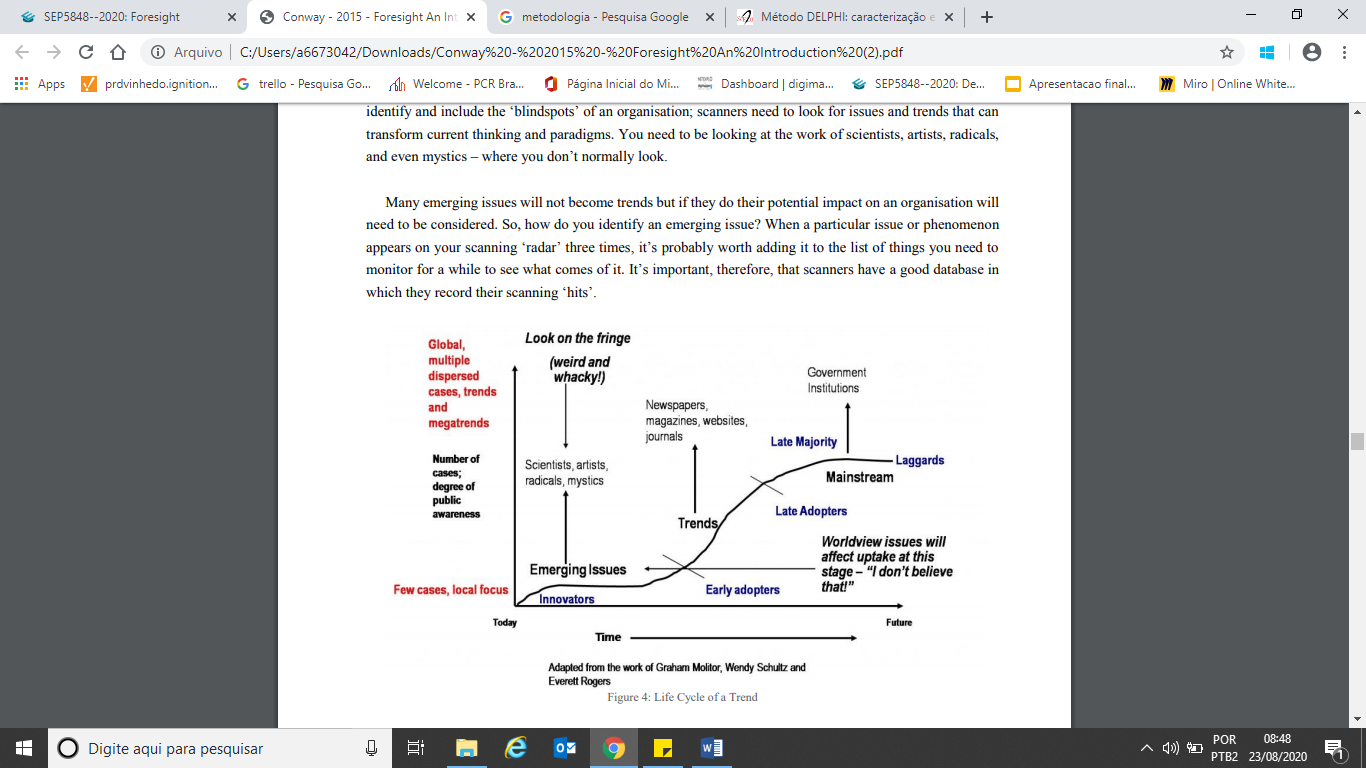 SEP5848--2020: Foresight
Conway - 2015 - Foresight An Int
metodologia - Pesquisa Google
Método DELPHI: caracterização e
Arquivo
C:/Users/a6673042/Downloads/Conway%20-%202015%20-%20Foresight%20An%20Introduction%20(2).pdf
Apps
prdvinhedo.ignition...
trello - Pesquisa Go...
Welcome - PCR Bra...
Página Inicial do Mi...
Dashboard | digima...
SEP5848--2020: De...
Apresentacao final...
Miro | Online White...
identify and include the ‘blindspots’ of an organisation; scanners need to look for issues and trends that can
transform current thinking and paradigms. You need to be looking at the work of scientists, artists, radicals,
and even mystics – where you don’t normally look.
Many emerging issues will not become trends but if they do their potential impact on an organisation will
need to be considered. So, how do you identify an emerging issue? When a particular issue or phenomenon
appears on your scanning ‘radar’ three times, it’s probably worth adding it to the list of things you need to
monitor for a while to see what comes of it. It’s important, therefore, that scanners have a good database in
which they record their scanning ‘hits’.
Global,
multiple
dispersed
cases, trends
and
megatrends
Number of
cases;
degree of
public
awareness
Few cases, local focus
Look on the fringe
(weird and
whacky!)
Scientists, artists,
radicals, mystics
Emerging Issues
Innovators
Newspapers,
magazines, websites,
journals
Trends
Early adopters
Government
Institutions
Late Majority
Laggards
Mainstream
Late Adopters
Worldview issues will
affect uptake at this
stage – “I don’t believe
that!”
Today
Future
Time
Adapted from the work of Graham Molitor, Wendy Schultz and
Everett Rogers
Figure 4: Life Cycle of a Trend
Digite aqui para pesquisar
POR
PTB2
08:48
23/08/2020
1